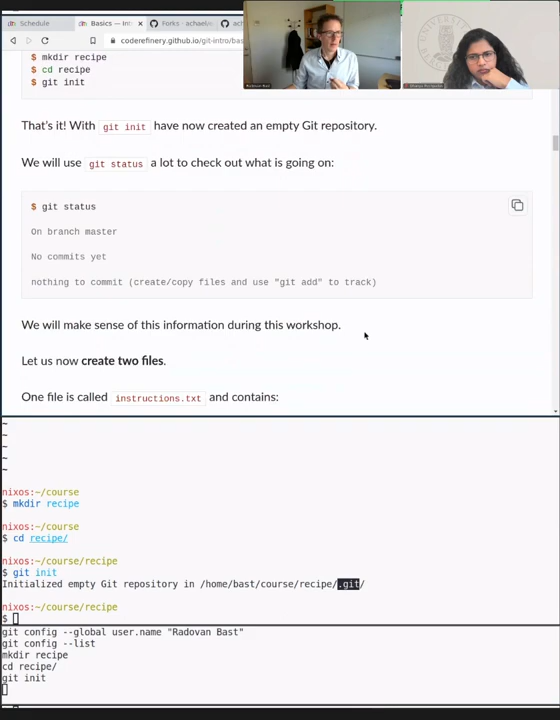 Schedule
Basics — Intr
Forks · achael
coderefinery.github.io/git-intro/bas
$ mkdir recipe
$ cd recipe
$ git init
That's it! With git init have now created an empty Git repository.
We will use git status a lot to check out what is going on:
$ git status
On branch master
No commits yet
nothing to commit (create/copy files and use "git add" to track)
We will make sense of this information during this workshop.
Let us now create two files.
One file is called instructions.txt and contains:
~
~
~
~
~
nixos:~/course
$ mkdir recipe
nixos:~/course
$ cd recipe/
nixos:~/course/recipe
$ git init
Initialized empty Git repository in /home/bast/course/recipe/.git/
nixos:~/course/recipe
$
git config --global user.name "Radovan Bast"
git config --list
mkdir recipe
cd recipe/
git init